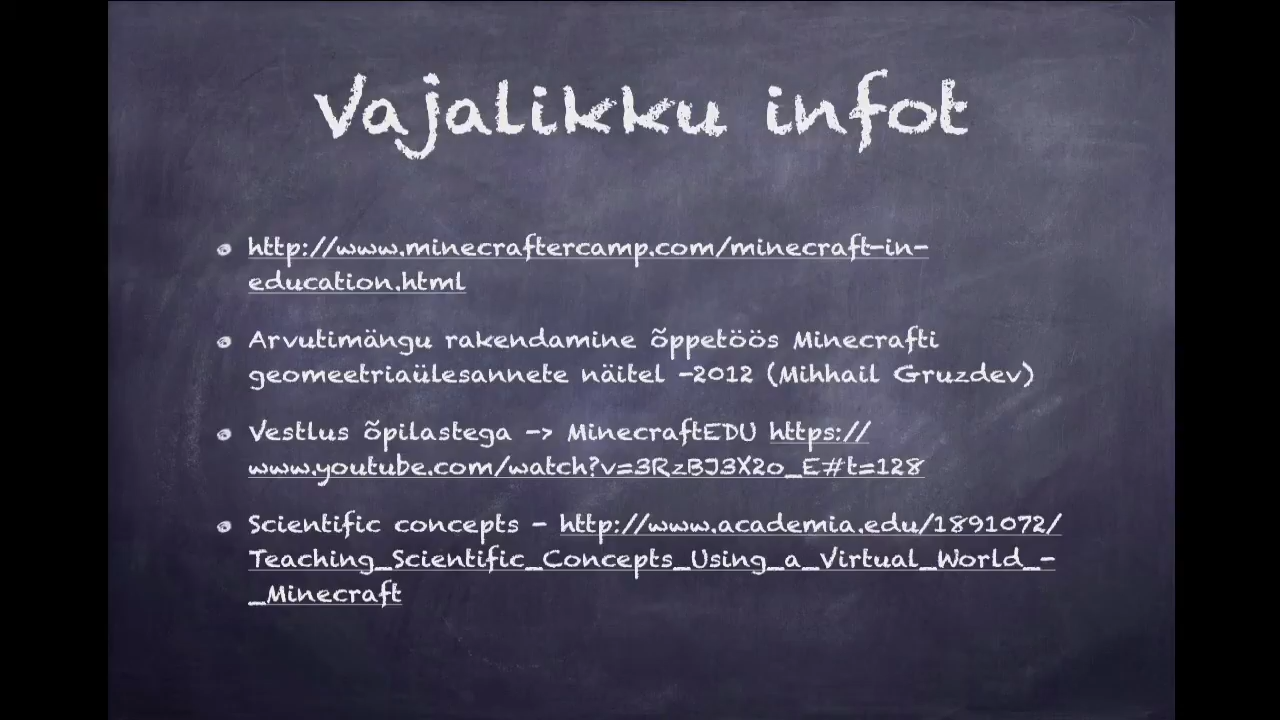 Vajalikku infot
http://www.minecraftercamp.com/minecraft-in-
education.html
Arvutimängu rakendamine õppetöös Minecrafti
geomeetriaülesannete näitel -2012 (Mihhail Gruzdev)
Vestlus õpilastega -> MinecraftEDU https://
www.youtube.com/watch?v=3RzBJ3X2o_E#t=128
Scientific concepts - http://www.academia.edu/1891072/
Teaching_Scientific_Concepts_Using_a_Virtual_World_-
_Minecraft